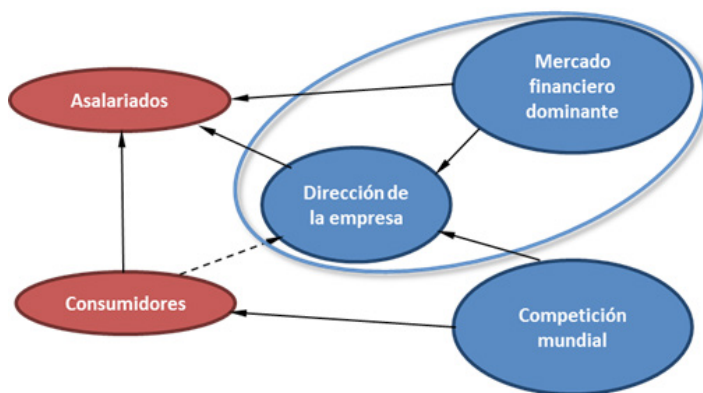 Mercado
financiero
dominante
Asalariados
Dirección de
la empresa
Consumidores
Competición
mundial